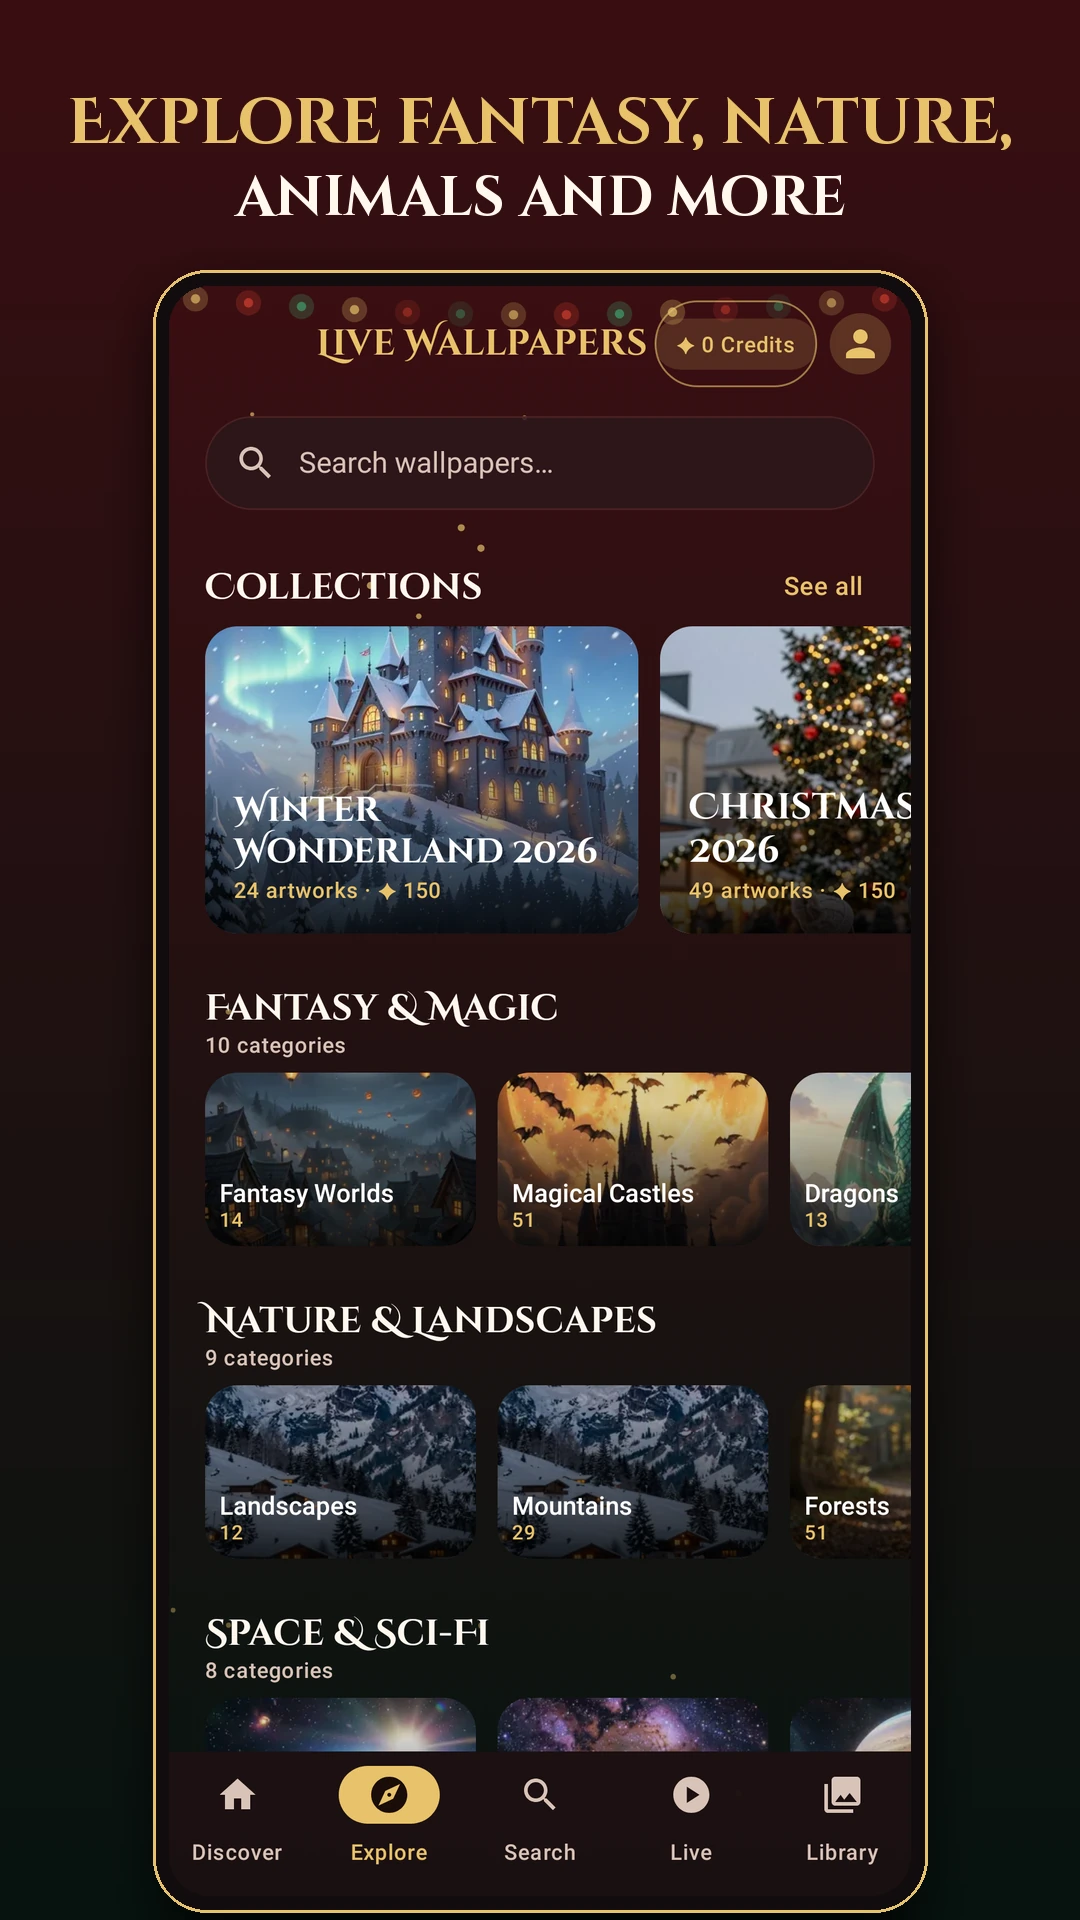 EXPLORE FANTASY, NATURE,
ANIMALS AND MORE
LIVE WALLPAPERS
✦ 0 Credits
Search wallpapers...
COLLECTIONS
See all
WINTER
WONDERLAND 2026
24 artworks · ✦ 150
CHRISTMAS
2026
49 artworks · ✦ 150
FANTASY & MAGIC
10 categories
Fantasy Worlds
14
Magical Castles
51
Dragons
13
NATURE & LANDSCAPES
9 categories
Landscapes
12
Mountains
29
Forests
51
SPACE & SCI-FI
8 categories
Discover
Explore
Search
Live
Library